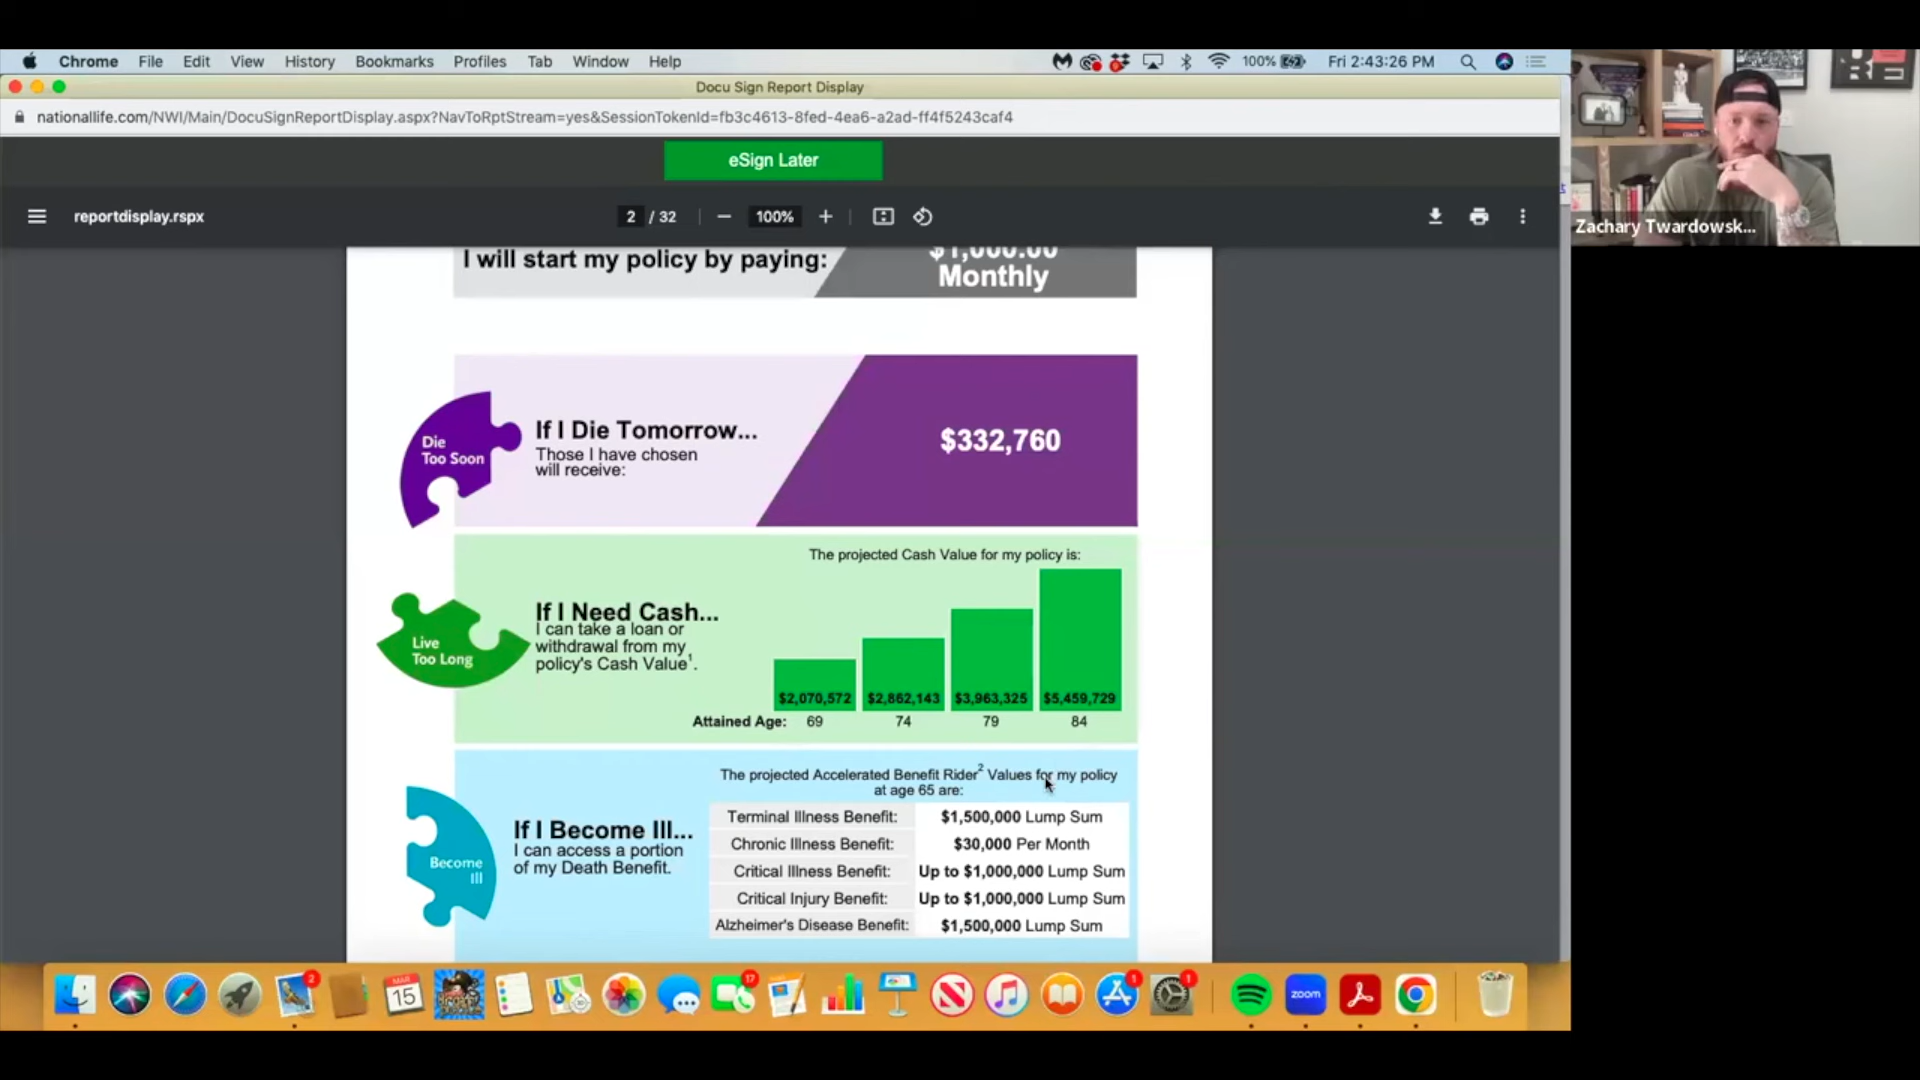 Chrome File Edit View History Bookmarks Profiles Tab Window Help 100% Fri 2:43:26 PM
Docu Sign Report Display
nationallife.com/NWI/Main/DocuSignReportDisplay.aspx?NavToRptStream=yes&SessionTokenId=fb3c4613-8fed-4ea6-a2ad-ff4f5243caf4
eSign Later
reportdisplay.rspx 2 / 32 100%
Zachary Twardowsk...
I will start my policy by paying: $1,000.00
Monthly
Die
Too Soon
If I Die Tomorrow...
Those I have chosen
will receive:
$332,760
The projected Cash Value for my policy is:
Live
Too Long
If I Need Cash...
I can take a loan or
withdrawal from my
policy's Cash Value1.
$2,070,572 $2,862,143 $3,963,325 $5,459,729
Attained Age: 69 74 79 84
The projected Accelerated Benefit Rider2 Values for my policy
at age 65 are:
Become
Ill
If I Become Ill...
I can access a portion
of my Death Benefit.
Terminal Illness Benefit: $1,500,000 Lump Sum
Chronic Illness Benefit: $30,000 Per Month
Critical Illness Benefit: Up to $1,000,000 Lump Sum
Critical Injury Benefit: Up to $1,000,000 Lump Sum
Alzheimer's Disease Benefit: $1,500,000 Lump Sum
2 MAR 15 17 zoom 1 1